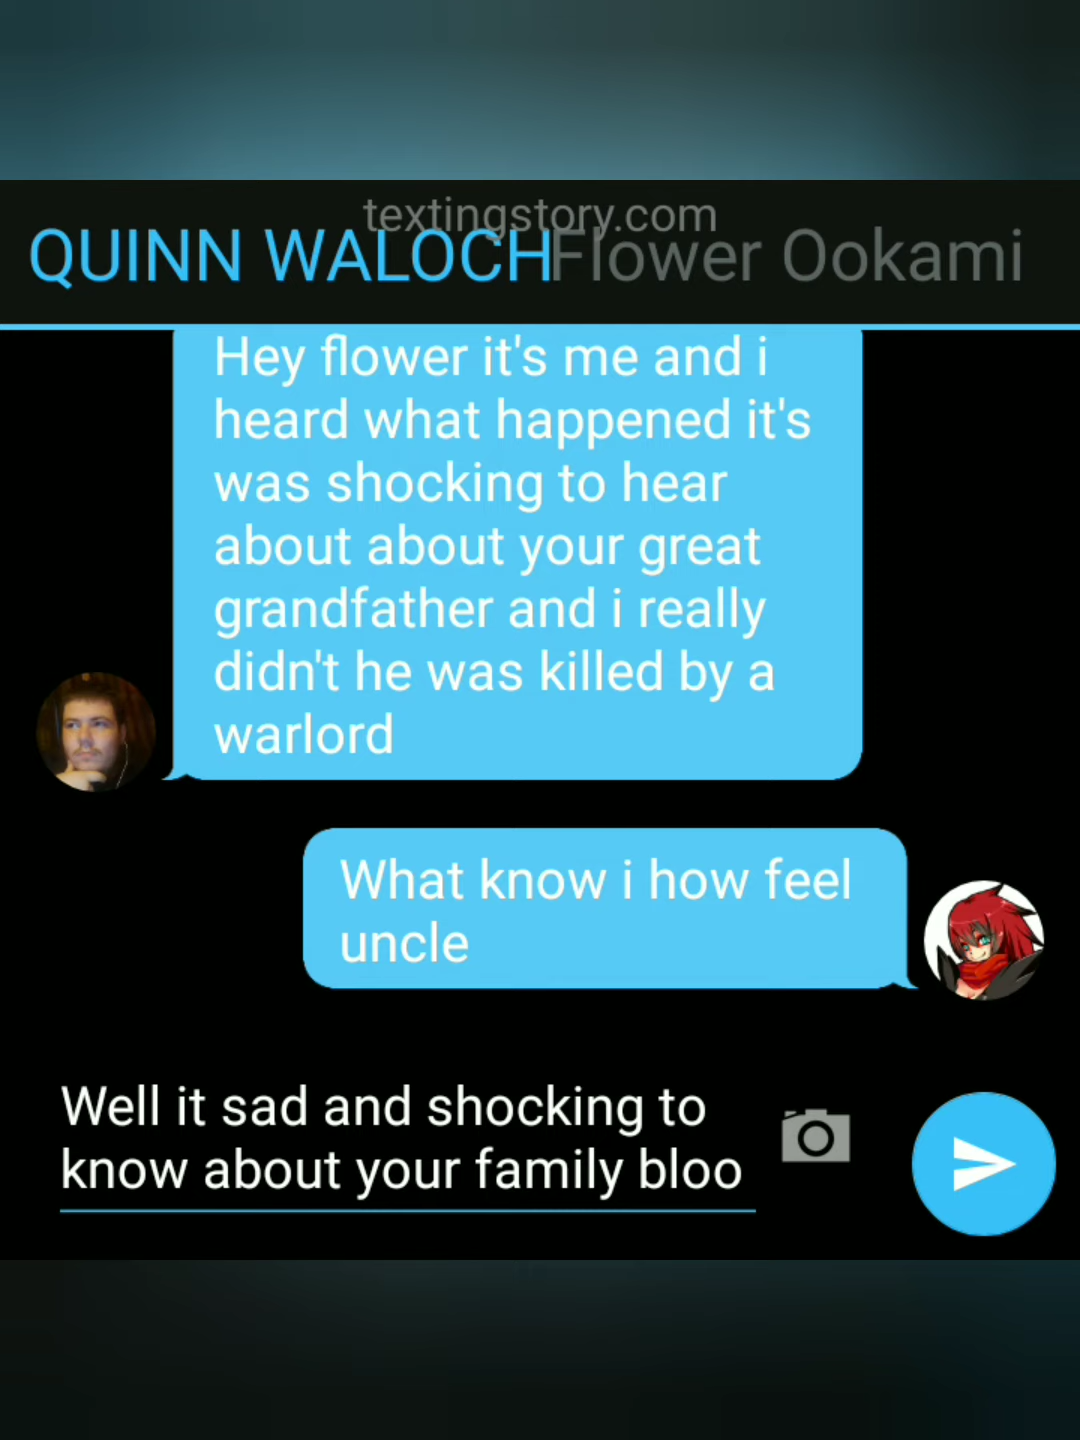 textingstory.com
QUINN WALOCH Flower Ookami
Hey flower it's me and i
heard what happened it's
was shocking to hear
about about your great
grandfather and i really
didn't he was killed by a
warlord
What know i how feel
uncle
Well it sad and shocking to
know about your family bloo